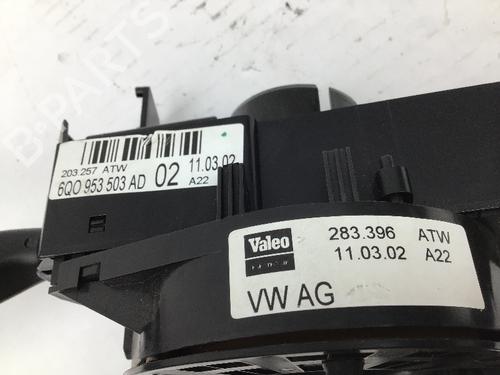 203.257 ATW 11.03.02
6Q0 953 503 AD 02 A22
Valeo
283.396 ATW
11.03.02 A22
VW AG
B-PARTS